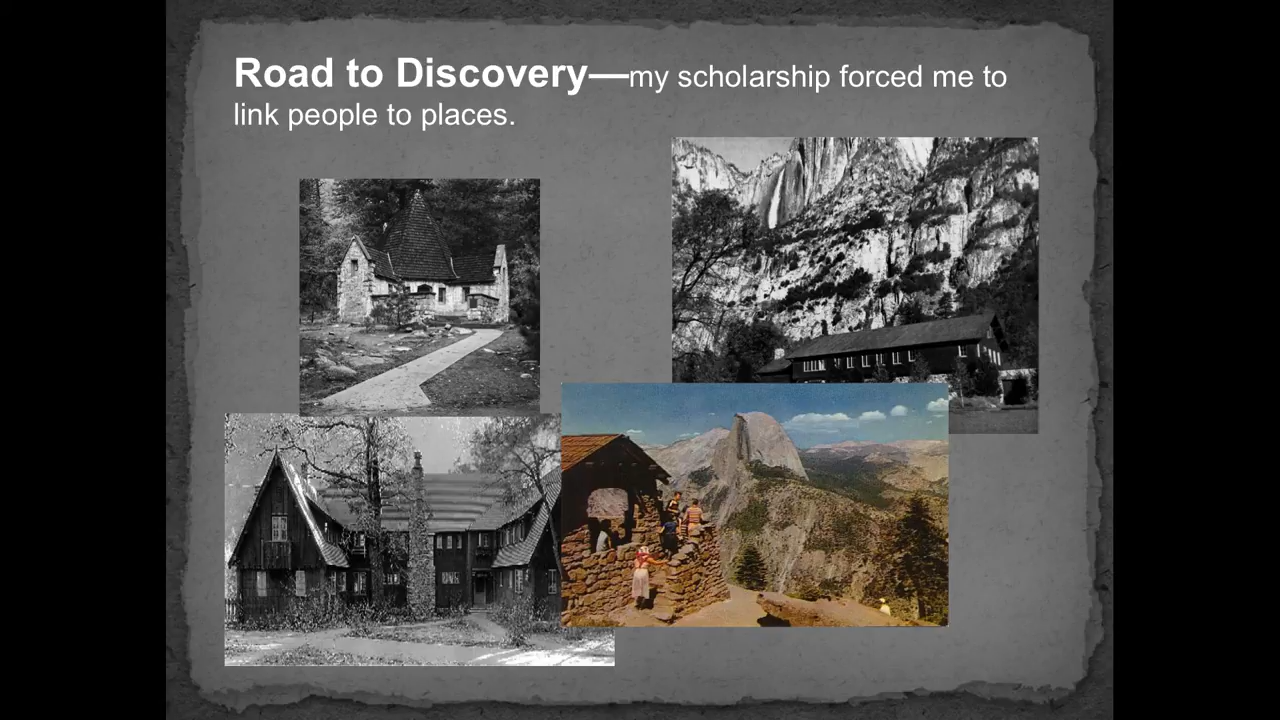 Road to Discovery—my scholarship forced me to
link people to places.